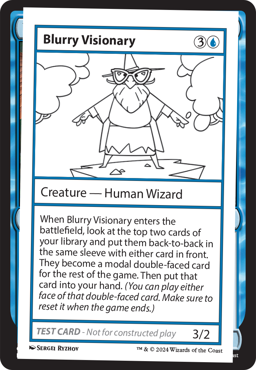 Blurry Visionary 3
Creature — Human Wizard
When Blurry Visionary enters the
battlefield, look at the top two cards of
your library and put them back-to-back in
the same sleeve with either card in front.
They become a modal double-faced card
for the rest of the game. Then put that
card into your hand. (You can play either
face of that double-faced card. Make sure to
reset it when the game ends.)
TEST CARD - Not for constructed play 3/2
Sergei Ryzhov ™ & © 2024 Wizards of the Coast